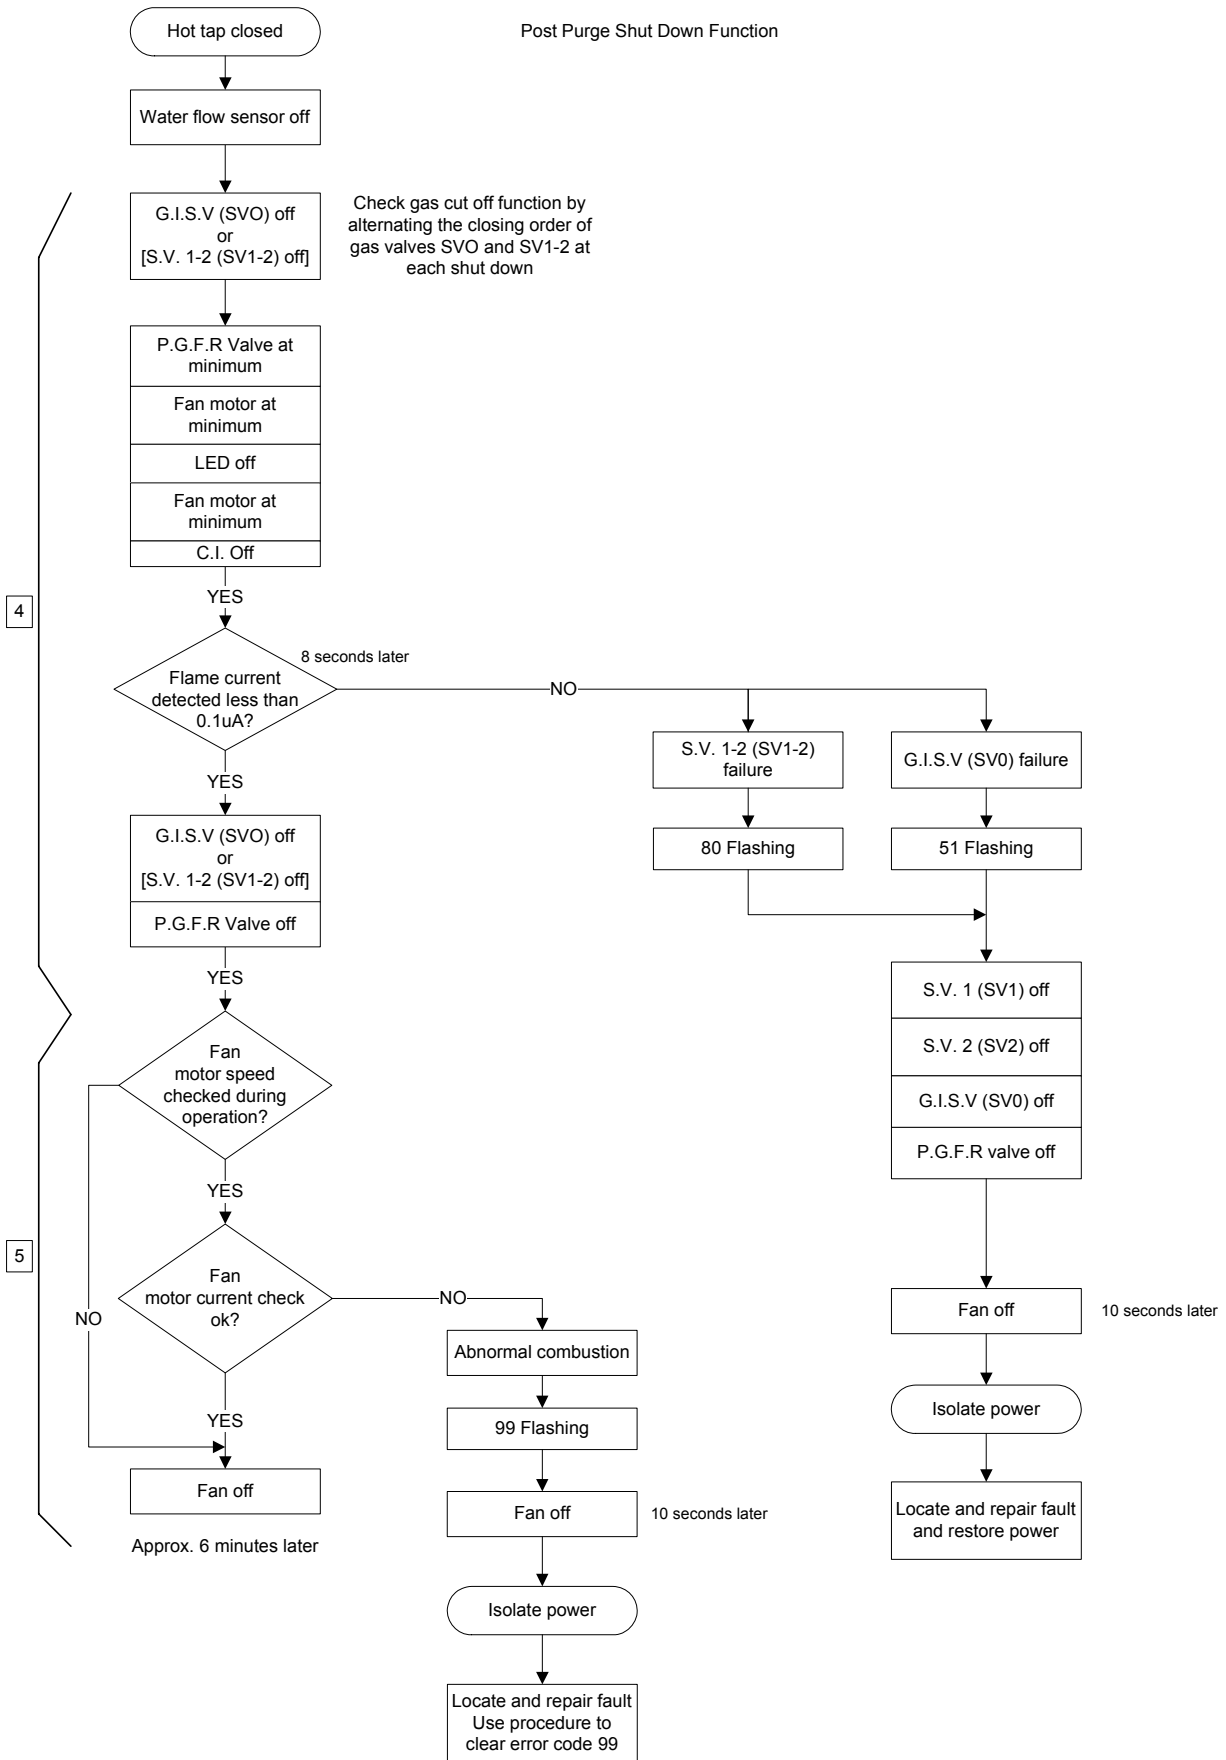 Hot tap closed
Post Purge Shut Down Function
Water flow sensor off
G.I.S.V (SVO) off
or
[S.V. 1-2 (SV1-2) off]
Check gas cut off function by
alternating the closing order of
gas valves SVO and SV1-2 at
each shut down
P.G.F.R Valve at
minimum
Fan motor at
minimum
LED off
Fan motor at
minimum
C.I. Off
4
YES
8 seconds later
Flame current
detected less than
0.1uA?
NO
S.V. 1-2 (SV1-2)
failure
G.I.S.V (SV0) failure
80 Flashing
51 Flashing
YES
G.I.S.V (SVO) off
or
[S.V. 1-2 (SV1-2) off]
P.G.F.R Valve off
YES
S.V. 1 (SV1) off
S.V. 2 (SV2) off
G.I.S.V (SV0) off
P.G.F.R valve off
Fan off
10 seconds later
Isolate power
Locate and repair fault
and restore power
Fan
motor speed
checked during
operation?
YES
5
Fan
motor current check
ok?
NO
NO
Abnormal combustion
99 Flashing
Fan off
10 seconds later
Isolate power
Locate and repair fault
Use procedure to
clear error code 99
YES
Fan off
Approx. 6 minutes later